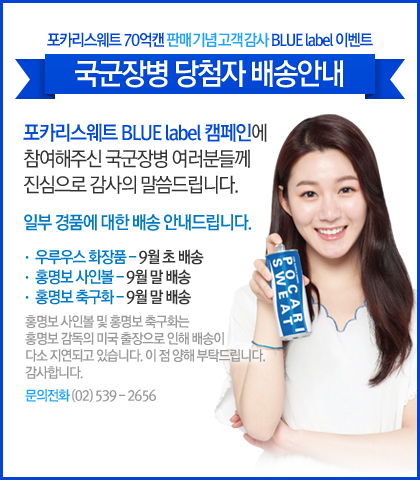 포카리스웨트 70억캔 판매 기념 고객 감사 BLUE label 이벤트
국군장병 당첨자 배송안내
포카리스웨트 BLUE label 캠페인에
참여해주신 국군장병 여러분들께
진심으로 감사의 말씀드립니다.
일부 경품에 대한 배송 안내드립니다.
· 우루우스 화장품 – 9월 초 배송
· 홍명보 사인볼 – 9월 말 배송
· 홍명보 축구화 – 9월 말 배송
홍명보 사인볼 및 홍명보 축구화는
홍명보 감독의 미국 출장으로 인해 배송이
다소 지연되고 있습니다. 이 점 양해 부탁드립니다.
감사합니다.
문의전화 (02) 539 – 2656
POCARI
SWEAT